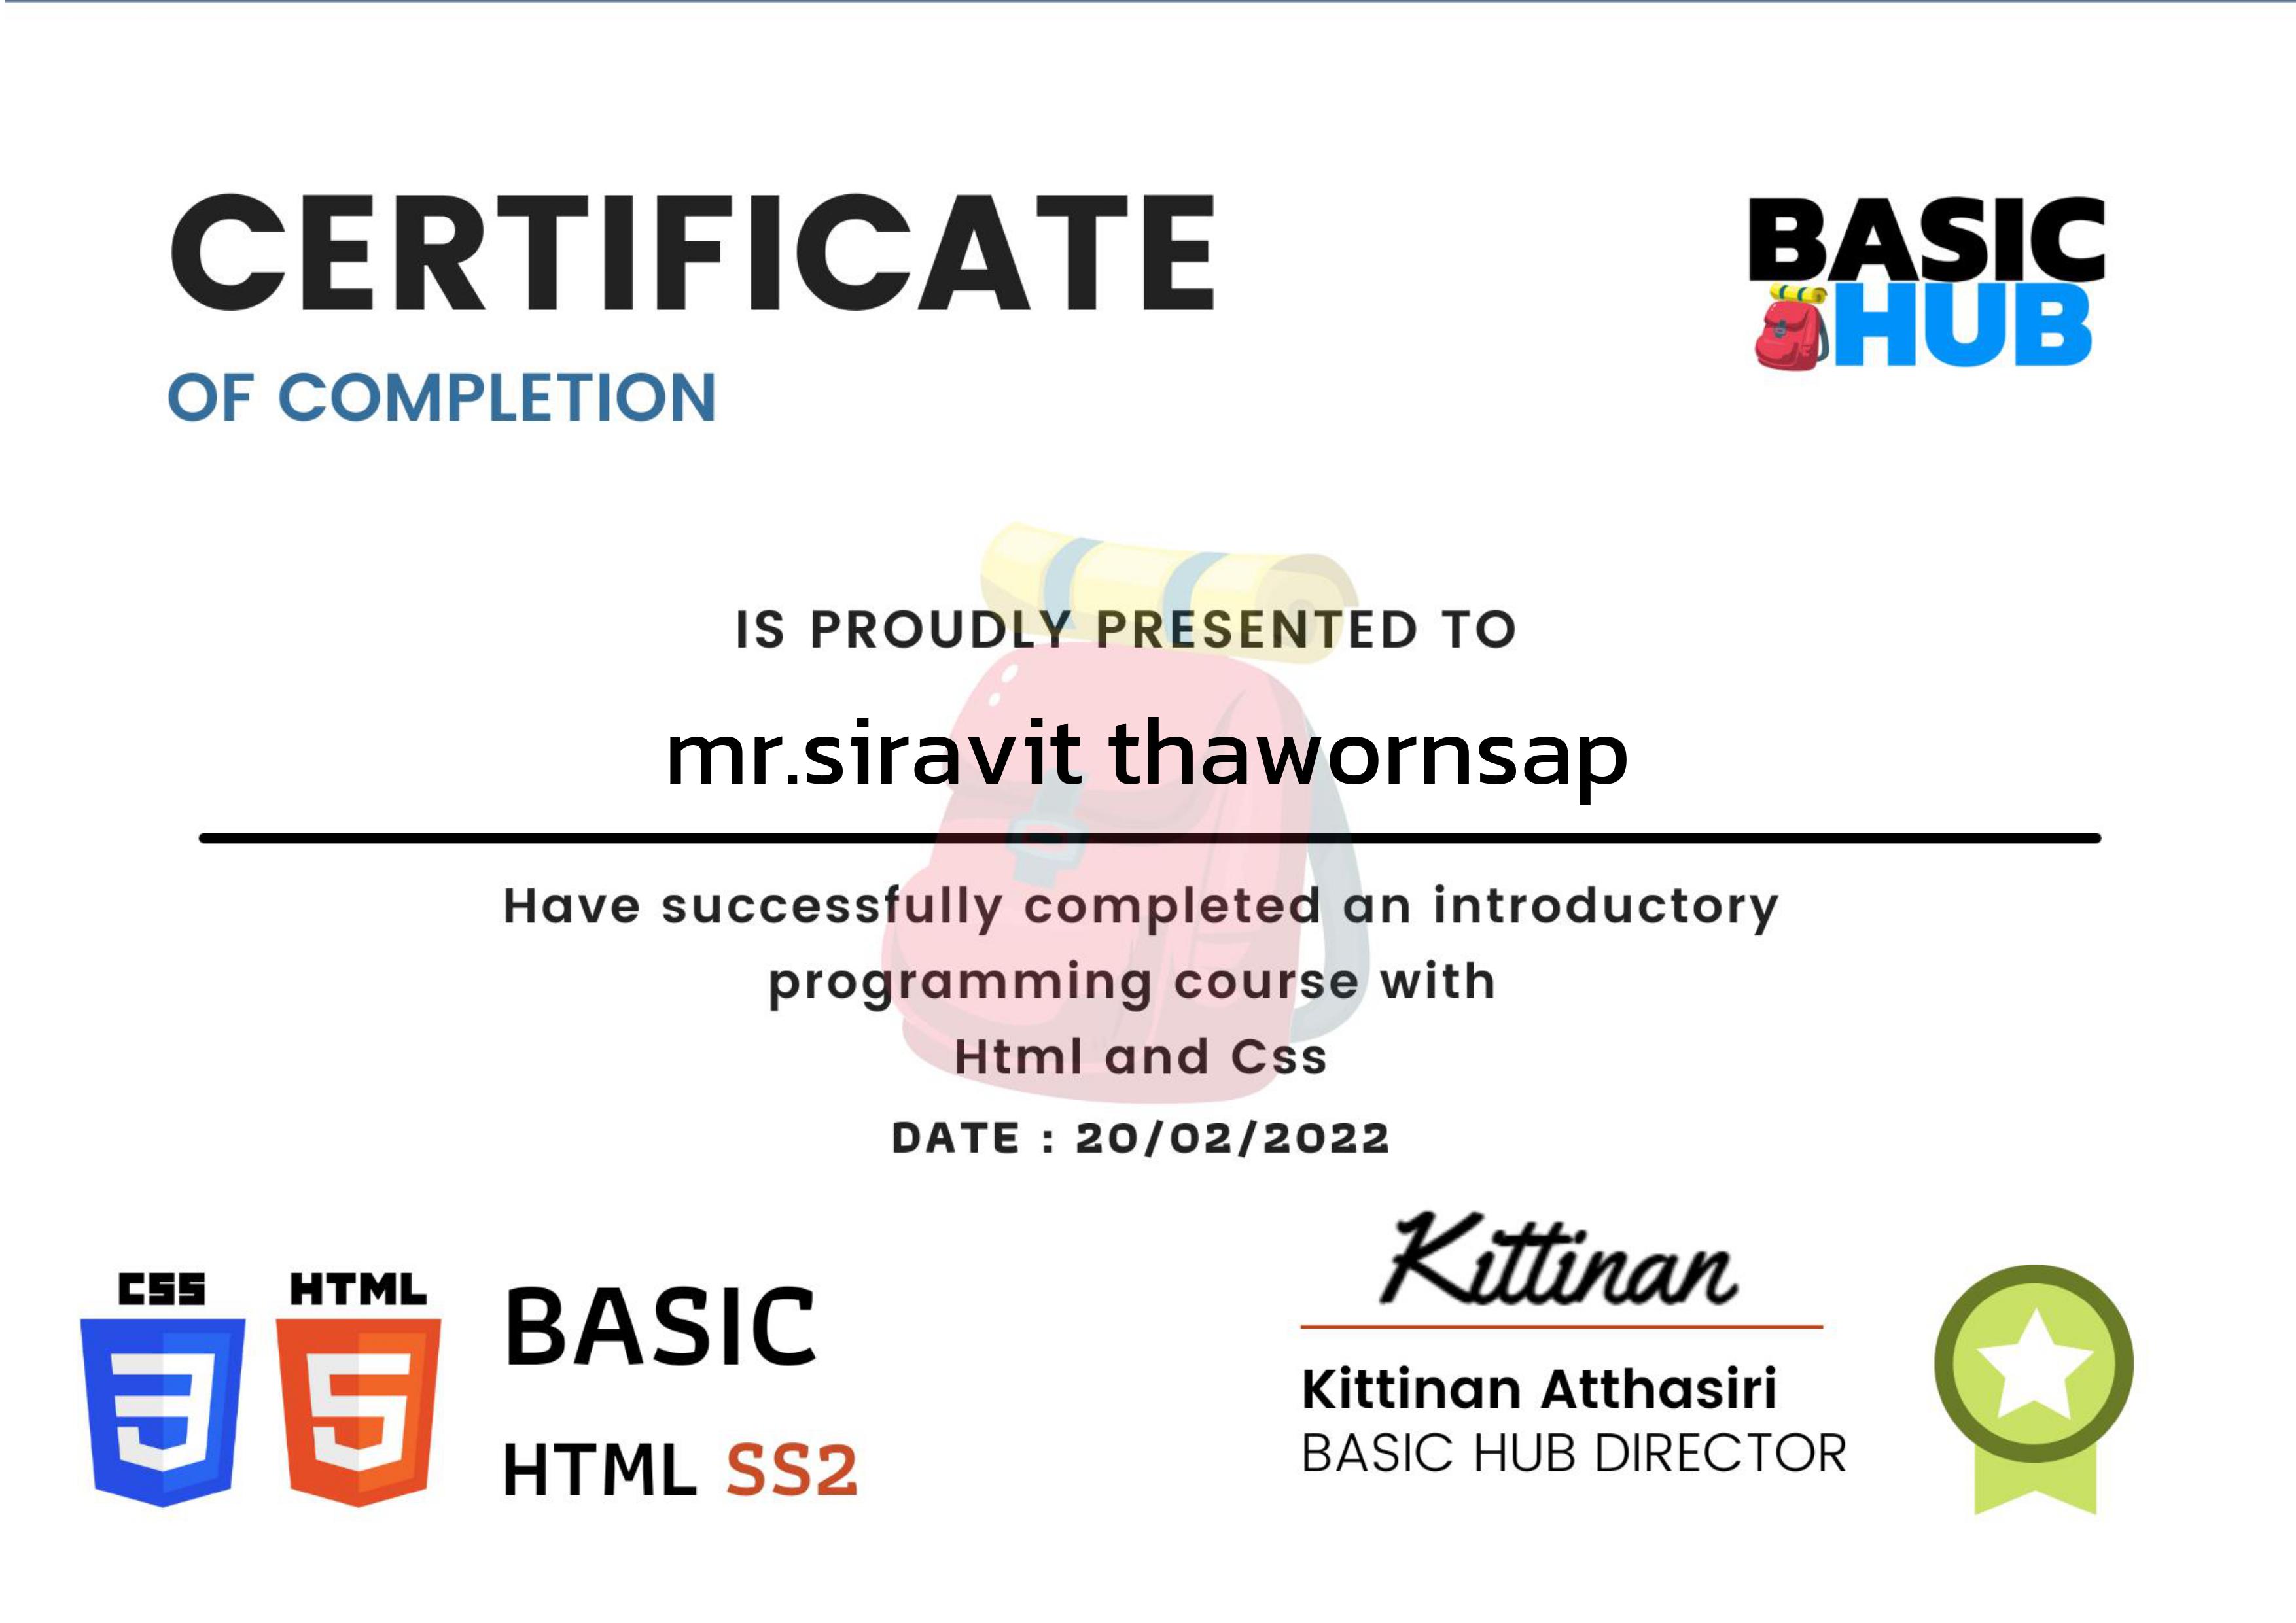 CERTIFICATE
OF COMPLETION
BASIC
HUB
IS PROUDLY PRESENTED TO
mr.siravit thawornsap
Have successfully completed an introductory
programming course with
Html and Css
DATE : 20/02/2022
CSS HTML
BASIC
HTML SS2
Kittinan
Kittinan Atthasiri
BASIC HUB DIRECTOR